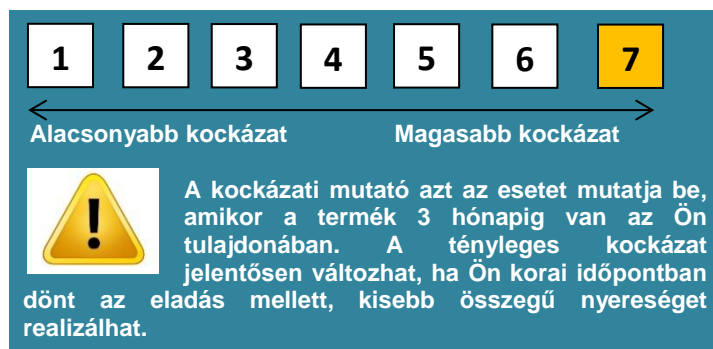 1 2 3 4 5 6 7
Alacsonyabb kockázat Magasabb kockázat
A kockázati mutató azt az esetet mutatja be,
amikor a termék 3 hónapig van az Ön
tulajdonában. A tényleges kockázat
jelentősen változhat, ha Ön korai időpontban
dönt az eladás mellett, kisebb összegű nyereséget
realizálhat.